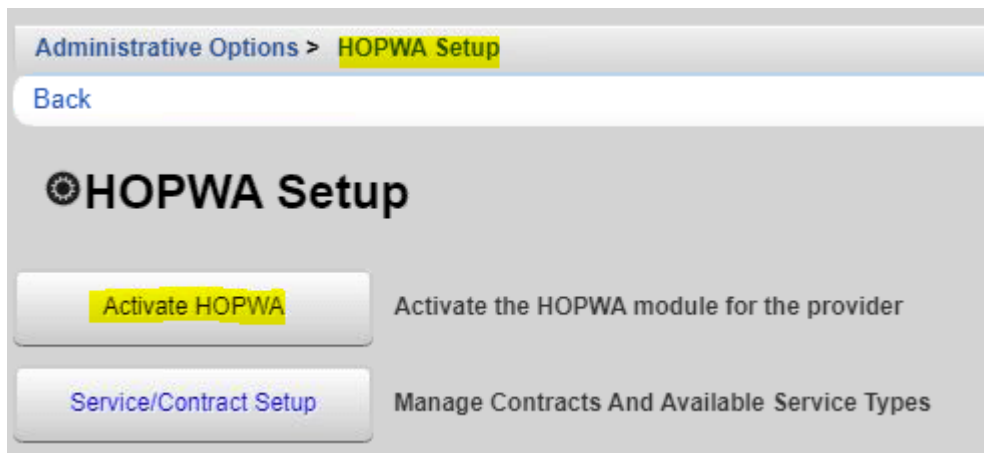 Administrative Options > HOPWA Setup
Back
HOPWA Setup
Activate HOPWA Activate the HOPWA module for the provider
Service/Contract Setup Manage Contracts And Available Service Types